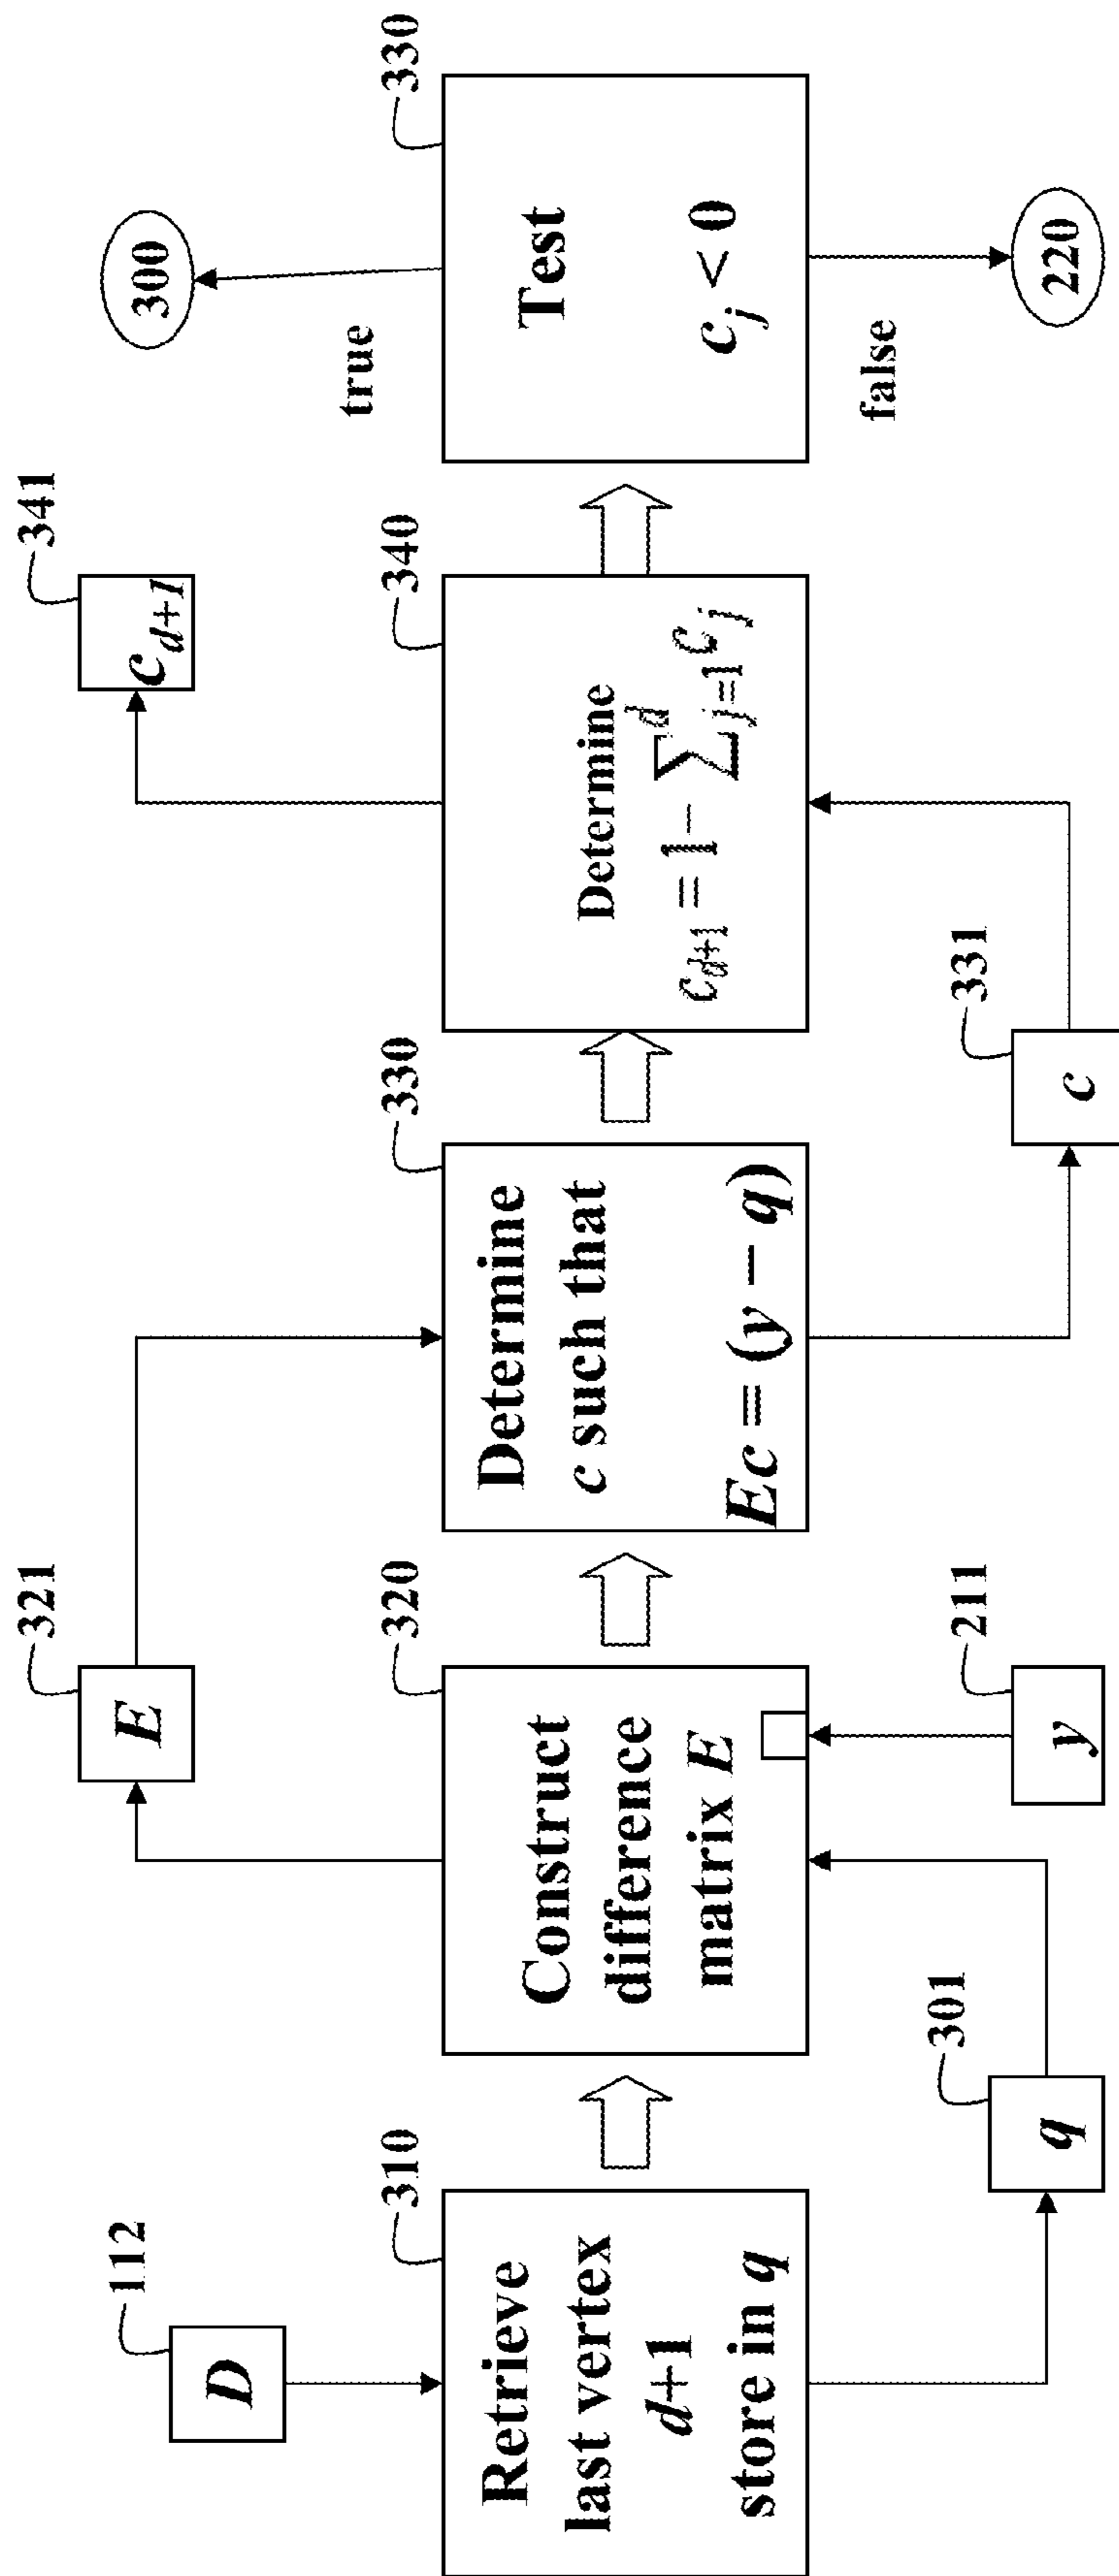 112
D
310
Retrieve
last vertex
d+1
store in q
301
q
321
E
320
Construct
difference
matrix E
211
y
330
Determine
c such that
Ec = (y − q)
331
c
341
c_{d+1}
340
Determine
c_{d+1} = 1 - ∑_{j=1}^{d} c_j
330
Test
c_j < 0
true
300
false
220